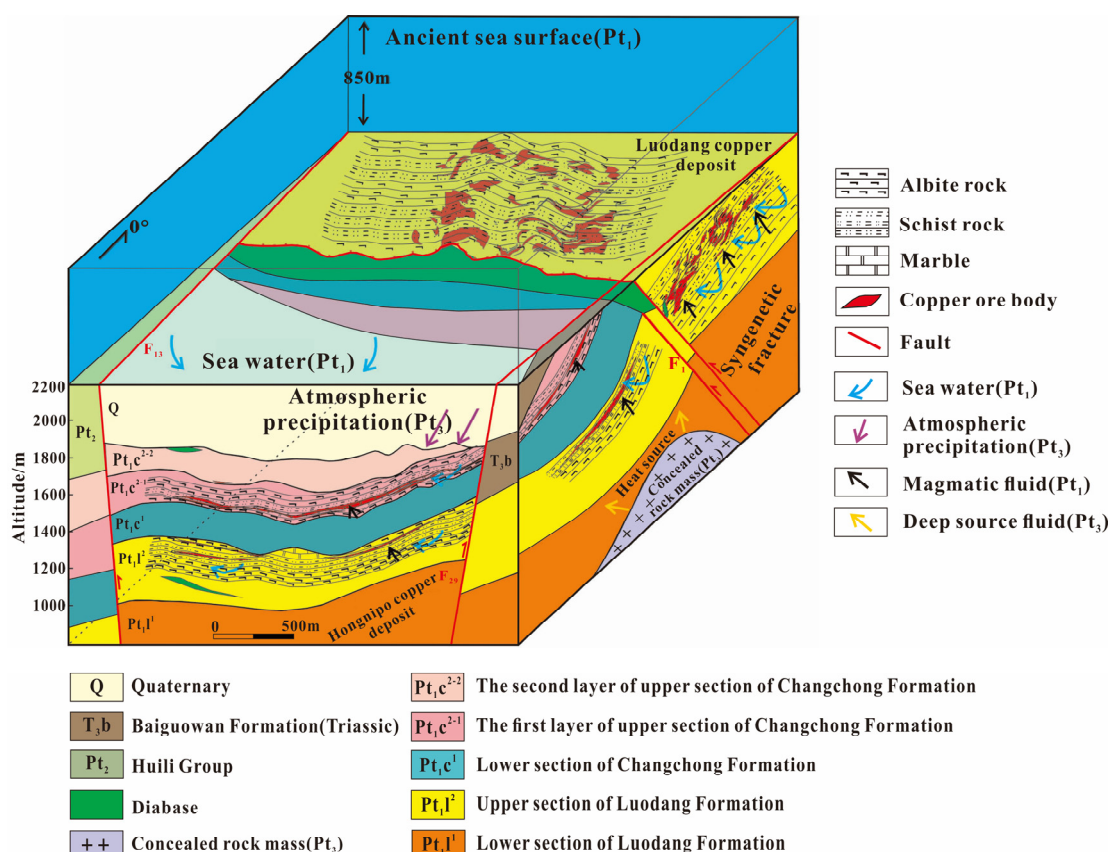 Ancient sea surface(Pt₁)
850m
Luodang copper
deposit
0°
F₁₃
Sea water(Pt₁)
F₁
Syngenetic
fracture
Heat source
Concealed
rock mass(Pt₃)
Altitude/m
2200
2000
1800
1600
1400
1200
1000
Pt₂
Q
Atmospheric
precipitation(Pt₃)
Pt₁c²⁻²
T₃b
Pt₁c²⁻¹
Pt₁c¹
Pt₁l²
F₂₉
Pt₁l¹
Hongnipo copper
deposit
0 500m
Albite rock
Schist rock
Marble
Copper ore body
Fault
Sea water(Pt₁)
Atmospheric
precipitation(Pt₃)
Magmatic fluid(Pt₁)
Deep source fluid(Pt₃)
Q Quaternary
T₃b Baiguowan Formation(Triassic)
Pt₂ Huili Group
Diabase
++ Concealed rock mass(Pt₃)
Pt₁c²⁻² The second layer of upper section of Changchong Formation
Pt₁c²⁻¹ The first layer of upper section of Changchong Formation
Pt₁c¹ Lower section of Changchong Formation
Pt₁l² Upper section of Luodang Formation
Pt₁l¹ Lower section of Luodang Formation